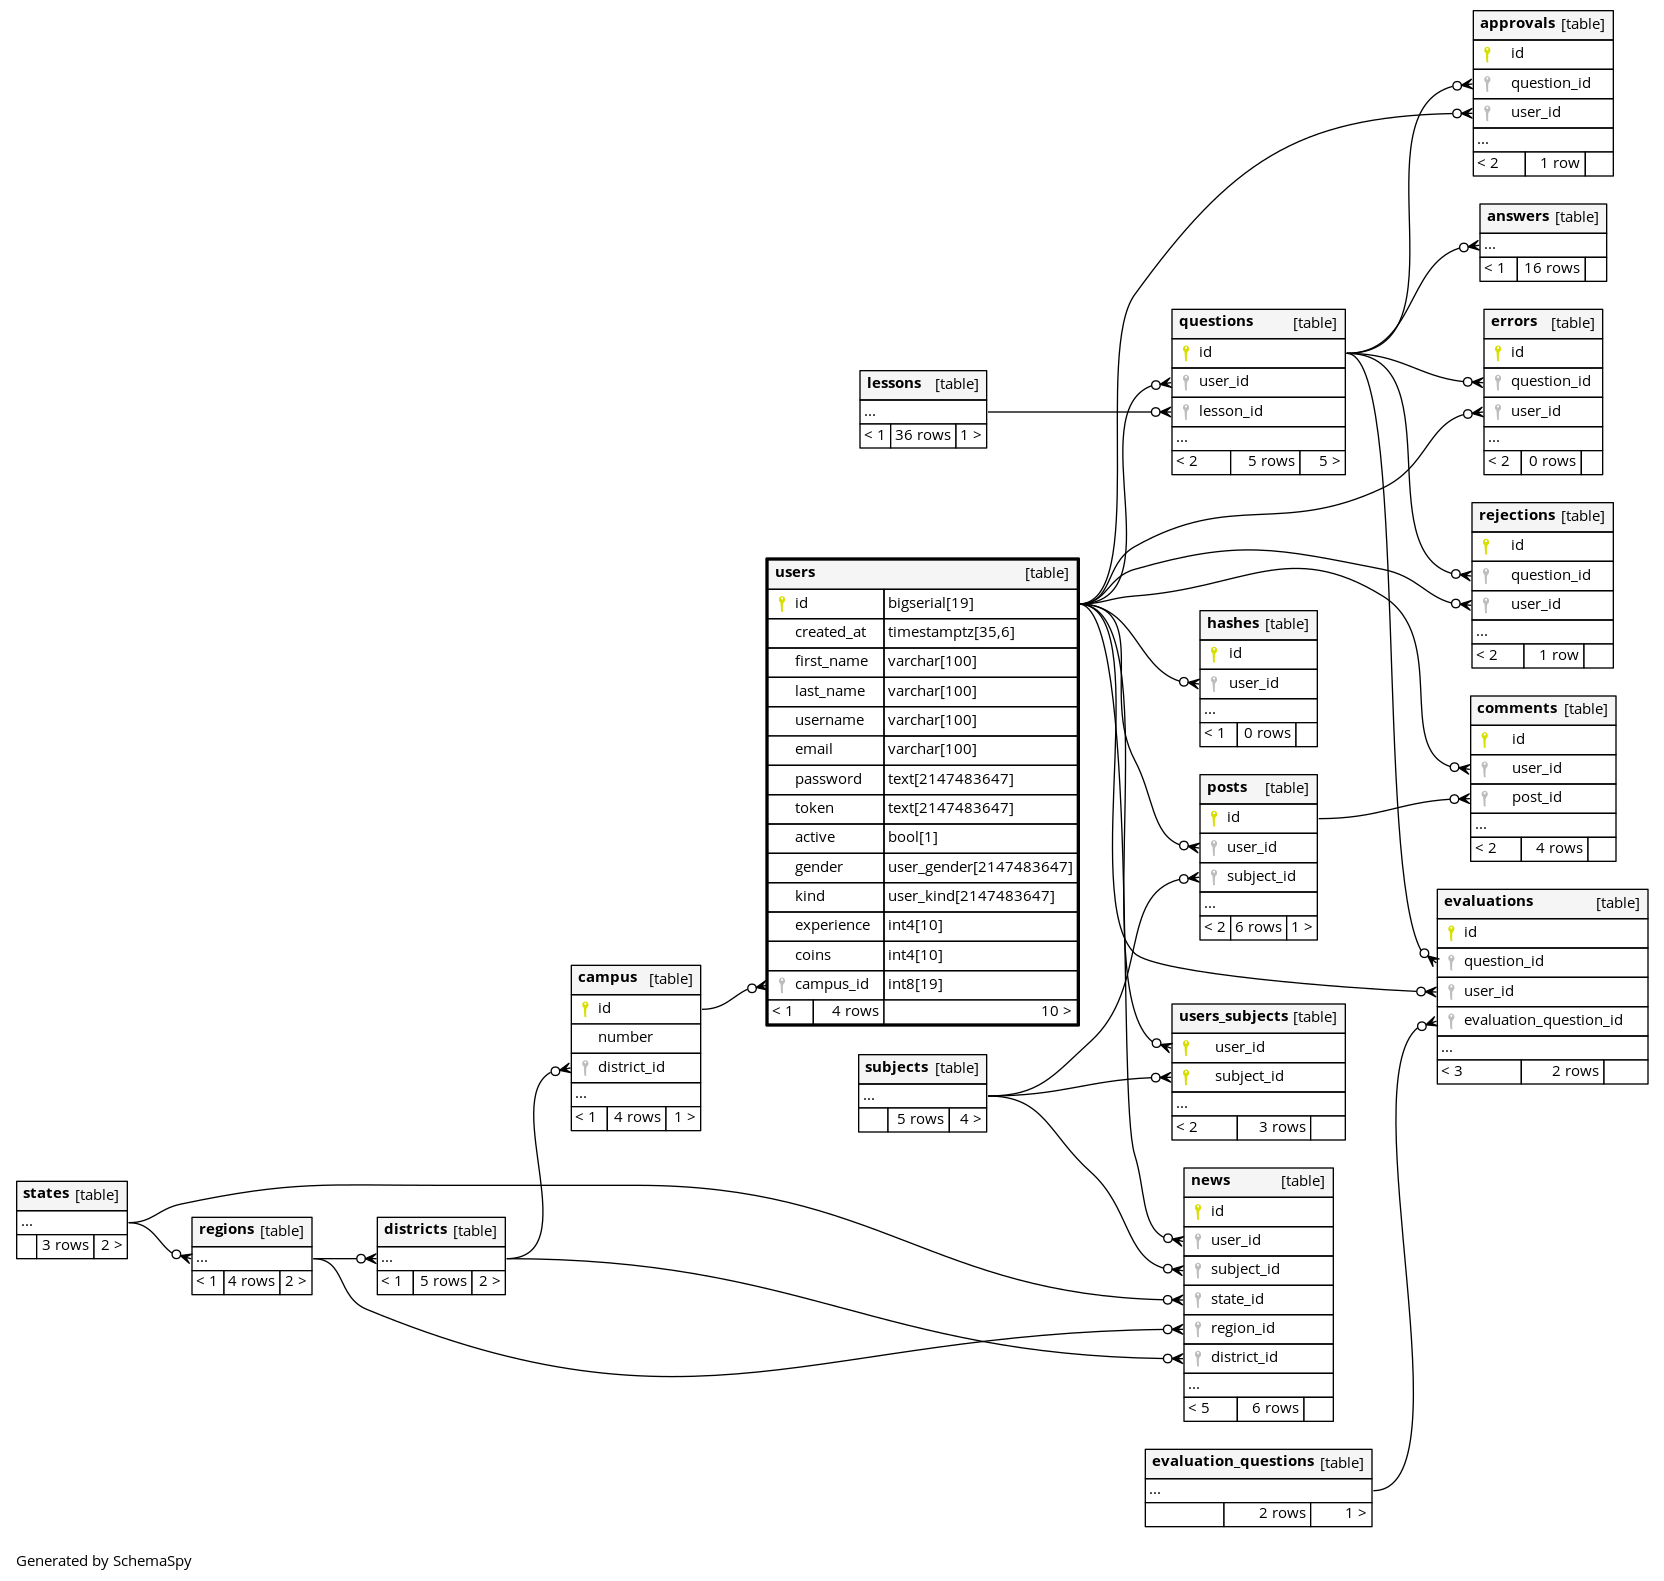 approvals [table]
id
question_id
user_id
...
< 2 1 row
answers [table]
...
< 1 16 rows
questions [table]
id
user_id
lesson_id
...
< 2 5 rows 5 >
errors [table]
id
question_id
user_id
...
< 2 0 rows
lessons [table]
...
< 1 36 rows 1 >
rejections [table]
id
question_id
user_id
...
< 2 1 row
users [table]
id bigserial[19]
created_at timestamptz[35,6]
first_name varchar[100]
last_name varchar[100]
username varchar[100]
email varchar[100]
password text[2147483647]
token text[2147483647]
active bool[1]
gender user_gender[2147483647]
kind user_kind[2147483647]
experience int4[10]
coins int4[10]
campus_id int8[19]
< 1 4 rows 10 >
hashes [table]
id
user_id
...
< 1 0 rows
comments [table]
id
user_id
post_id
...
< 2 4 rows
posts [table]
id
user_id
subject_id
...
< 2 6 rows 1 >
evaluations [table]
id
question_id
user_id
evaluation_question_id
...
< 3 2 rows
campus [table]
id
number
district_id
...
< 1 4 rows 1 >
users_subjects [table]
user_id
subject_id
...
< 2 3 rows
subjects [table]
...
5 rows 4 >
states [table]
...
3 rows 2 >
regions [table]
...
< 1 4 rows 2 >
districts [table]
...
< 1 5 rows 2 >
news [table]
id
user_id
subject_id
state_id
region_id
district_id
...
< 5 6 rows
evaluation_questions [table]
...
2 rows 1 >
Generated by SchemaSpy